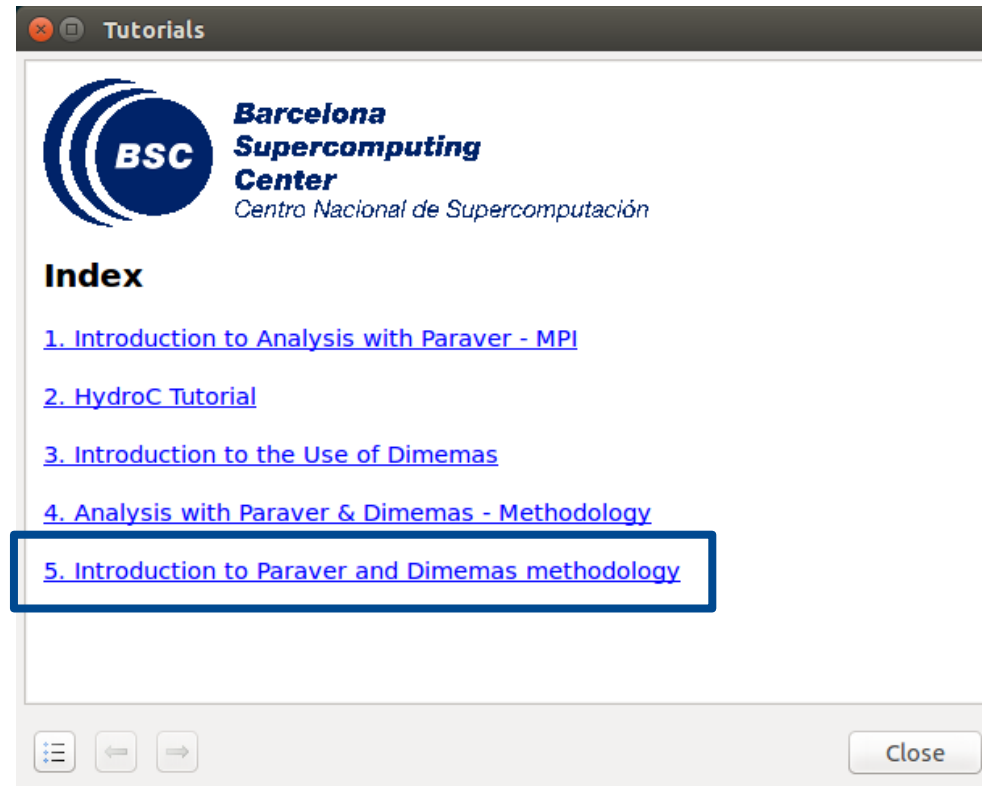 Tutorials
BSC
Barcelona
Supercomputing
Center
Centro Nacional de Supercomputación
Index
1. Introduction to Analysis with Paraver - MPI
2. HydroC Tutorial
3. Introduction to the Use of Dimemas
4. Analysis with Paraver & Dimemas - Methodology
5. Introduction to Paraver and Dimemas methodology
Close